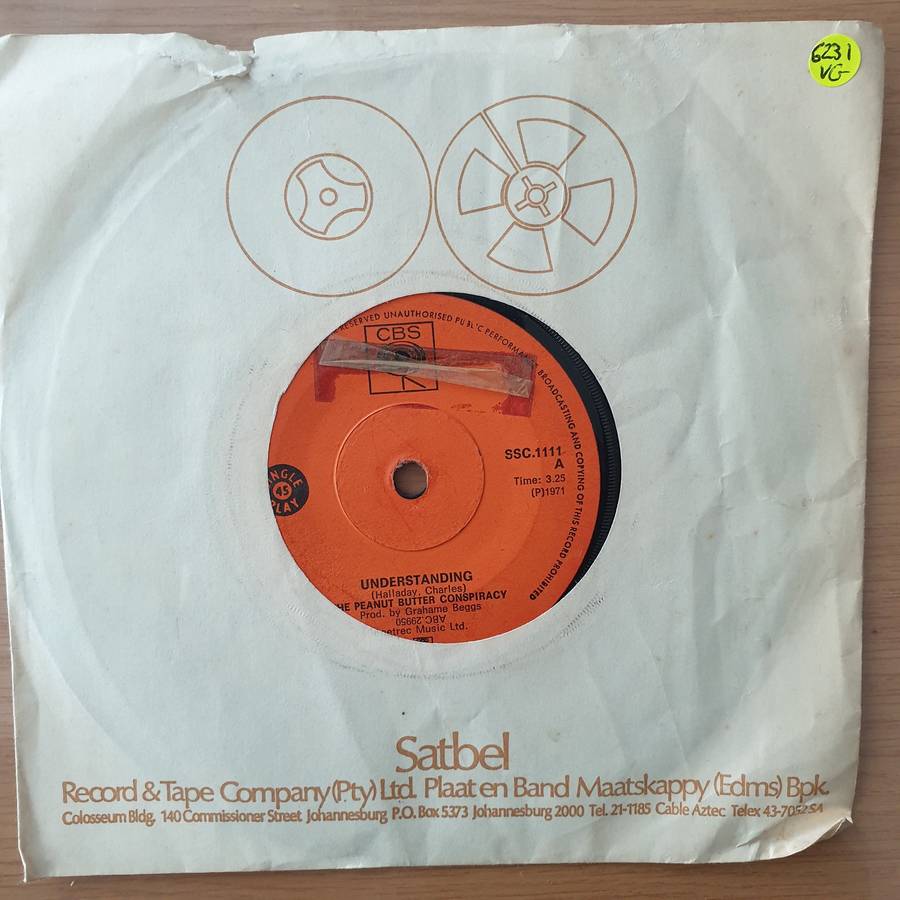 6231
VG-
RESERVED UNAUTHORISED PUBLIC PERFORMANCE BROADCASTING AND COPYING OF THIS RECORD PROHIBITED
CBS
SSC.1111
A
Time: 3.25
(P)1971
SINGLE
45
PLAY
UNDERSTANDING
(Halladay, Charles)
THE PEANUT BUTTER CONSPIRACY
Prod. by Grahame Beggs
ABC.29950
Music Ltd.
Satbel
Record & Tape Company (Pty) Ltd. Plaat en Band Maatskappy (Edms) Bpk.
Colosseum Bldg, 140 Commissioner Street Johannesburg P.O. Box 5373 Johannesburg 2000 Tel. 21-1185 Cable Aztec Telex